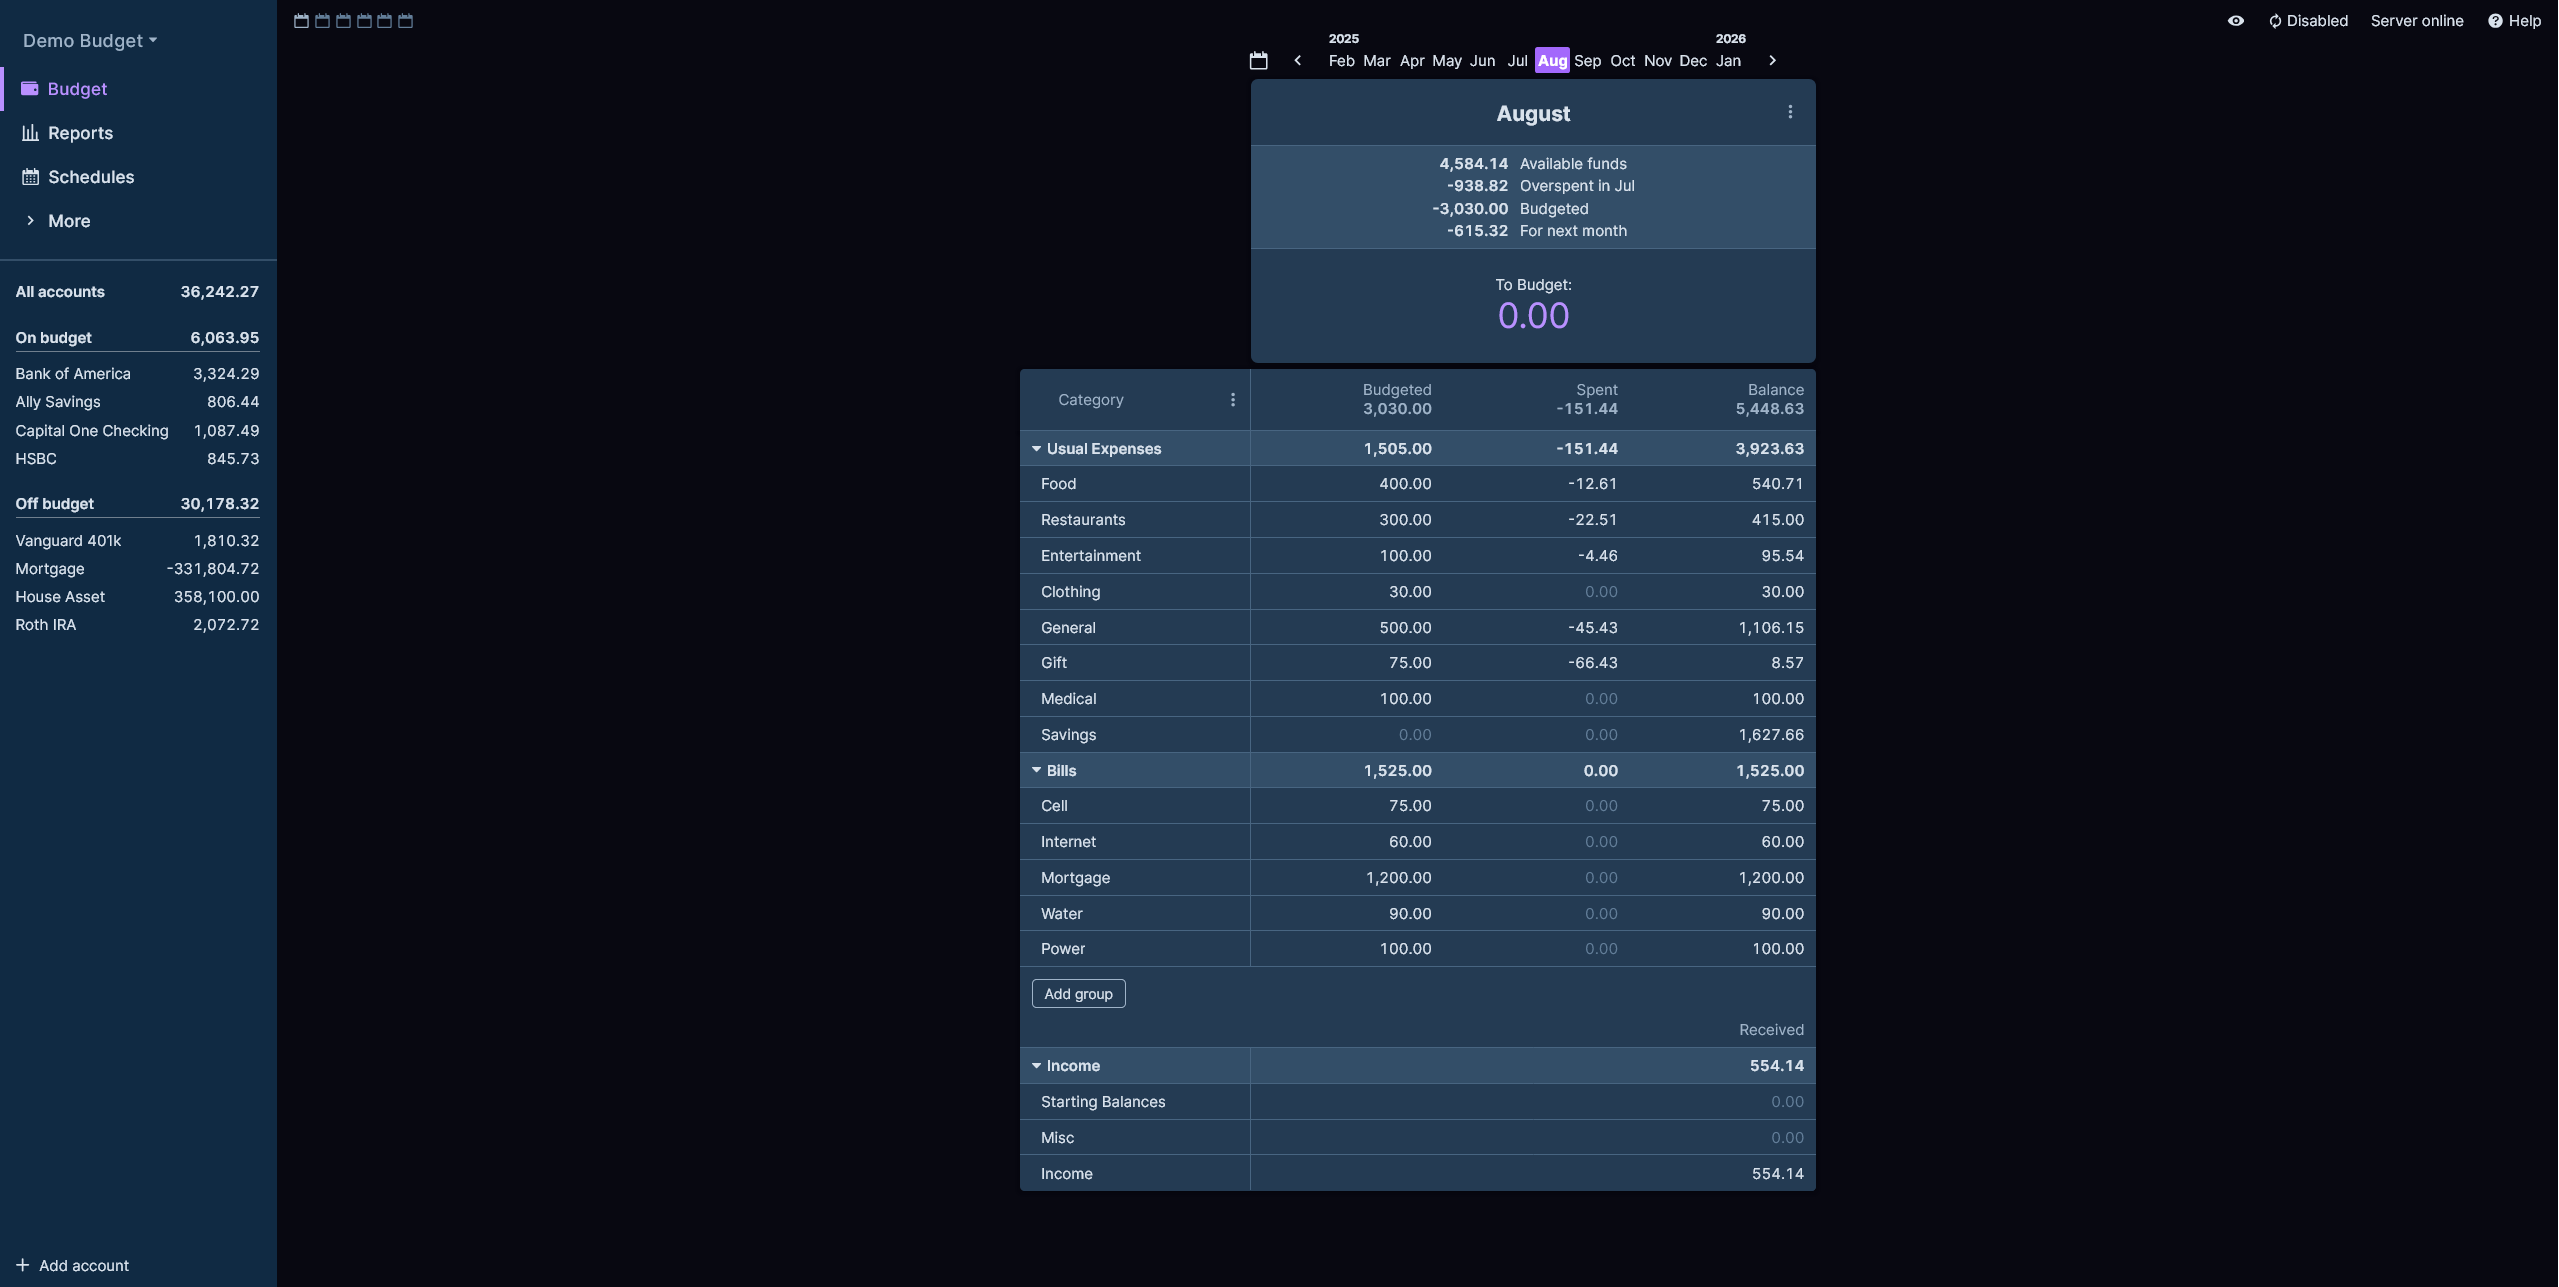 Demo Budget
Budget
Reports
Schedules
More
All accounts 36,242.27
On budget 6,063.95
Bank of America 3,324.29
Ally Savings 806.44
Capital One Checking 1,087.49
HSBC 845.73
Off budget 30,178.32
Vanguard 401k 1,810.32
Mortgage -331,804.72
House Asset 358,100.00
Roth IRA 2,072.72
Add account
Disabled Server online Help
2025 2026
Feb Mar Apr May Jun Jul Aug Sep Oct Nov Dec Jan
August
4,584.14 Available funds
-938.82 Overspent in Jul
-3,030.00 Budgeted
-615.32 For next month
To Budget:
0.00
Category Budgeted Spent Balance
3,030.00 -151.44 5,448.63
Usual Expenses 1,505.00 -151.44 3,923.63
Food 400.00 -12.61 540.71
Restaurants 300.00 -22.51 415.00
Entertainment 100.00 -4.46 95.54
Clothing 30.00 0.00 30.00
General 500.00 -45.43 1,106.15
Gift 75.00 -66.43 8.57
Medical 100.00 0.00 100.00
Savings 0.00 0.00 1,627.66
Bills 1,525.00 0.00 1,525.00
Cell 75.00 0.00 75.00
Internet 60.00 0.00 60.00
Mortgage 1,200.00 0.00 1,200.00
Water 90.00 0.00 90.00
Power 100.00 0.00 100.00
Add group
Received
Income 554.14
Starting Balances 0.00
Misc 0.00
Income 554.14